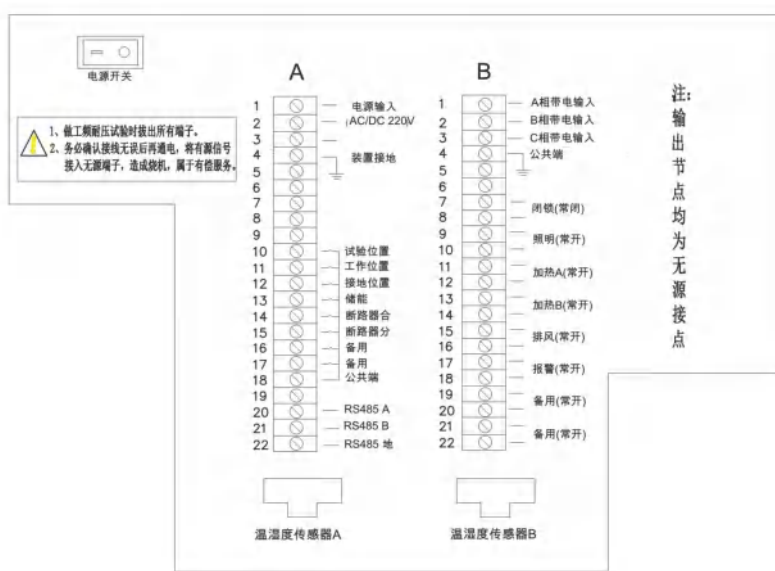 电源开关
1、做工频耐压试验时拔出所有端子。
2、务必确认接线无误后再通电，将有源信号
接入无源端子，造成烧机，属于有偿服务。
A
1 电源输入
2 (AC/DC 220V
3
4 装置接地
5
6
7
8
9
10 试验位置
11 工作位置
12 接地位置
13 储能
14 断路器合
15 断路器分
16 备用
17 备用
18 公共端
19
20 RS485 A
21 RS485 B
22 RS485 地
温湿度传感器A
B
1 A相带电输入
2 B相带电输入
3 C相带电输入
4 公共端
5
6
7
闭锁(常闭)
8
9
照明(常开)
10
11
加热A(常开)
12
13
加热B(常开)
14
15
排风(常开)
16
17
报警(常开)
18
19
备用(常开)
20
21
备用(常开)
22
温湿度传感器B
注:输出节点均为无源接点